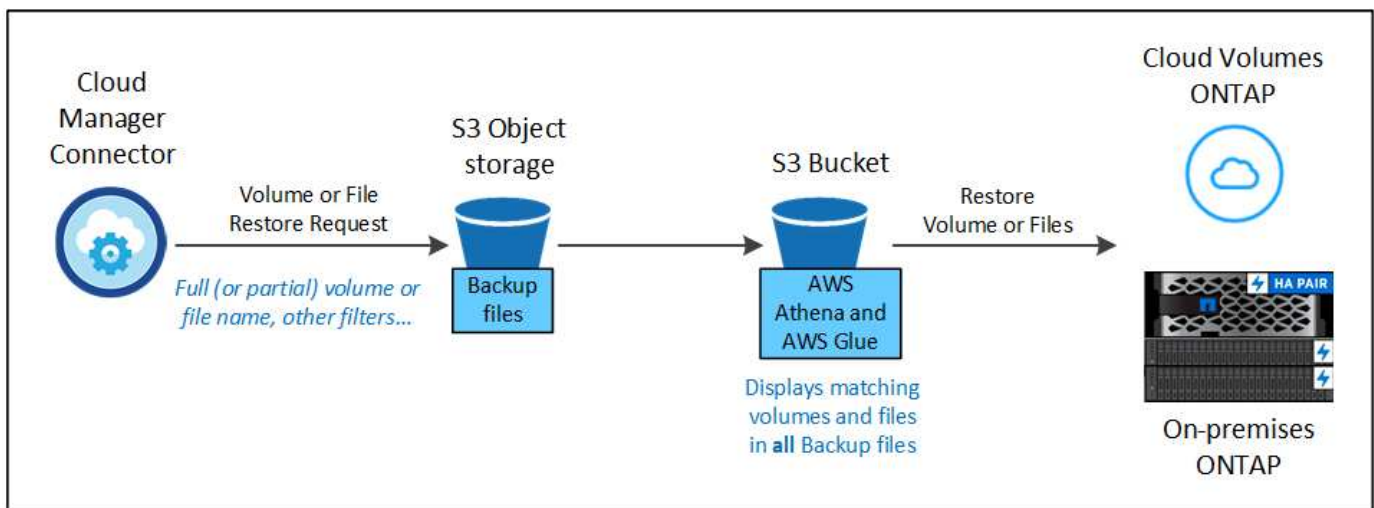 Cloud
Manager
Connector
Volume or File
Restore Request
Full (or partial) volume or
file name, other filters...
S3 Object
storage
Backup
files
S3 Bucket
AWS
Athena and
AWS Glue
Displays matching
volumes and files
in all Backup files
Restore
Volume or Files
Cloud Volumes
ONTAP
HA PAIR
On-premises
ONTAP